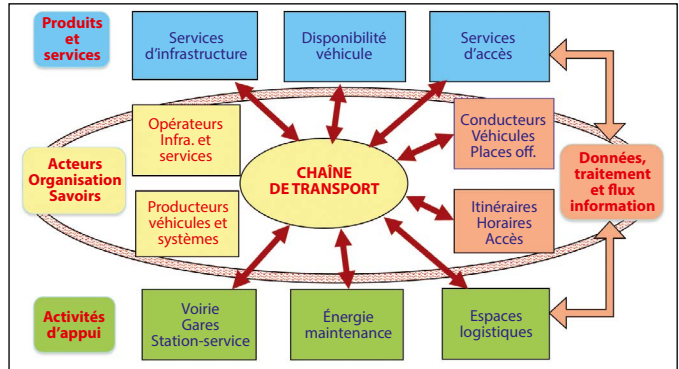 Produits
et
services
Services
d'infrastructure
Disponibilité
véhicule
Services
d'accès
Opérateurs
Infra. et
services
Conducteurs
Véhicules
Places off.
Acteurs
Organisation
Savoirs
CHAÎNE
DE TRANSPORT
Données,
traitement
et flux
information
Producteurs
véhicules et
systèmes
Itinéraires
Horaires
Accès
Activités
d'appui
Voirie
Gares
Station-service
Énergie
maintenance
Espaces
logistiques